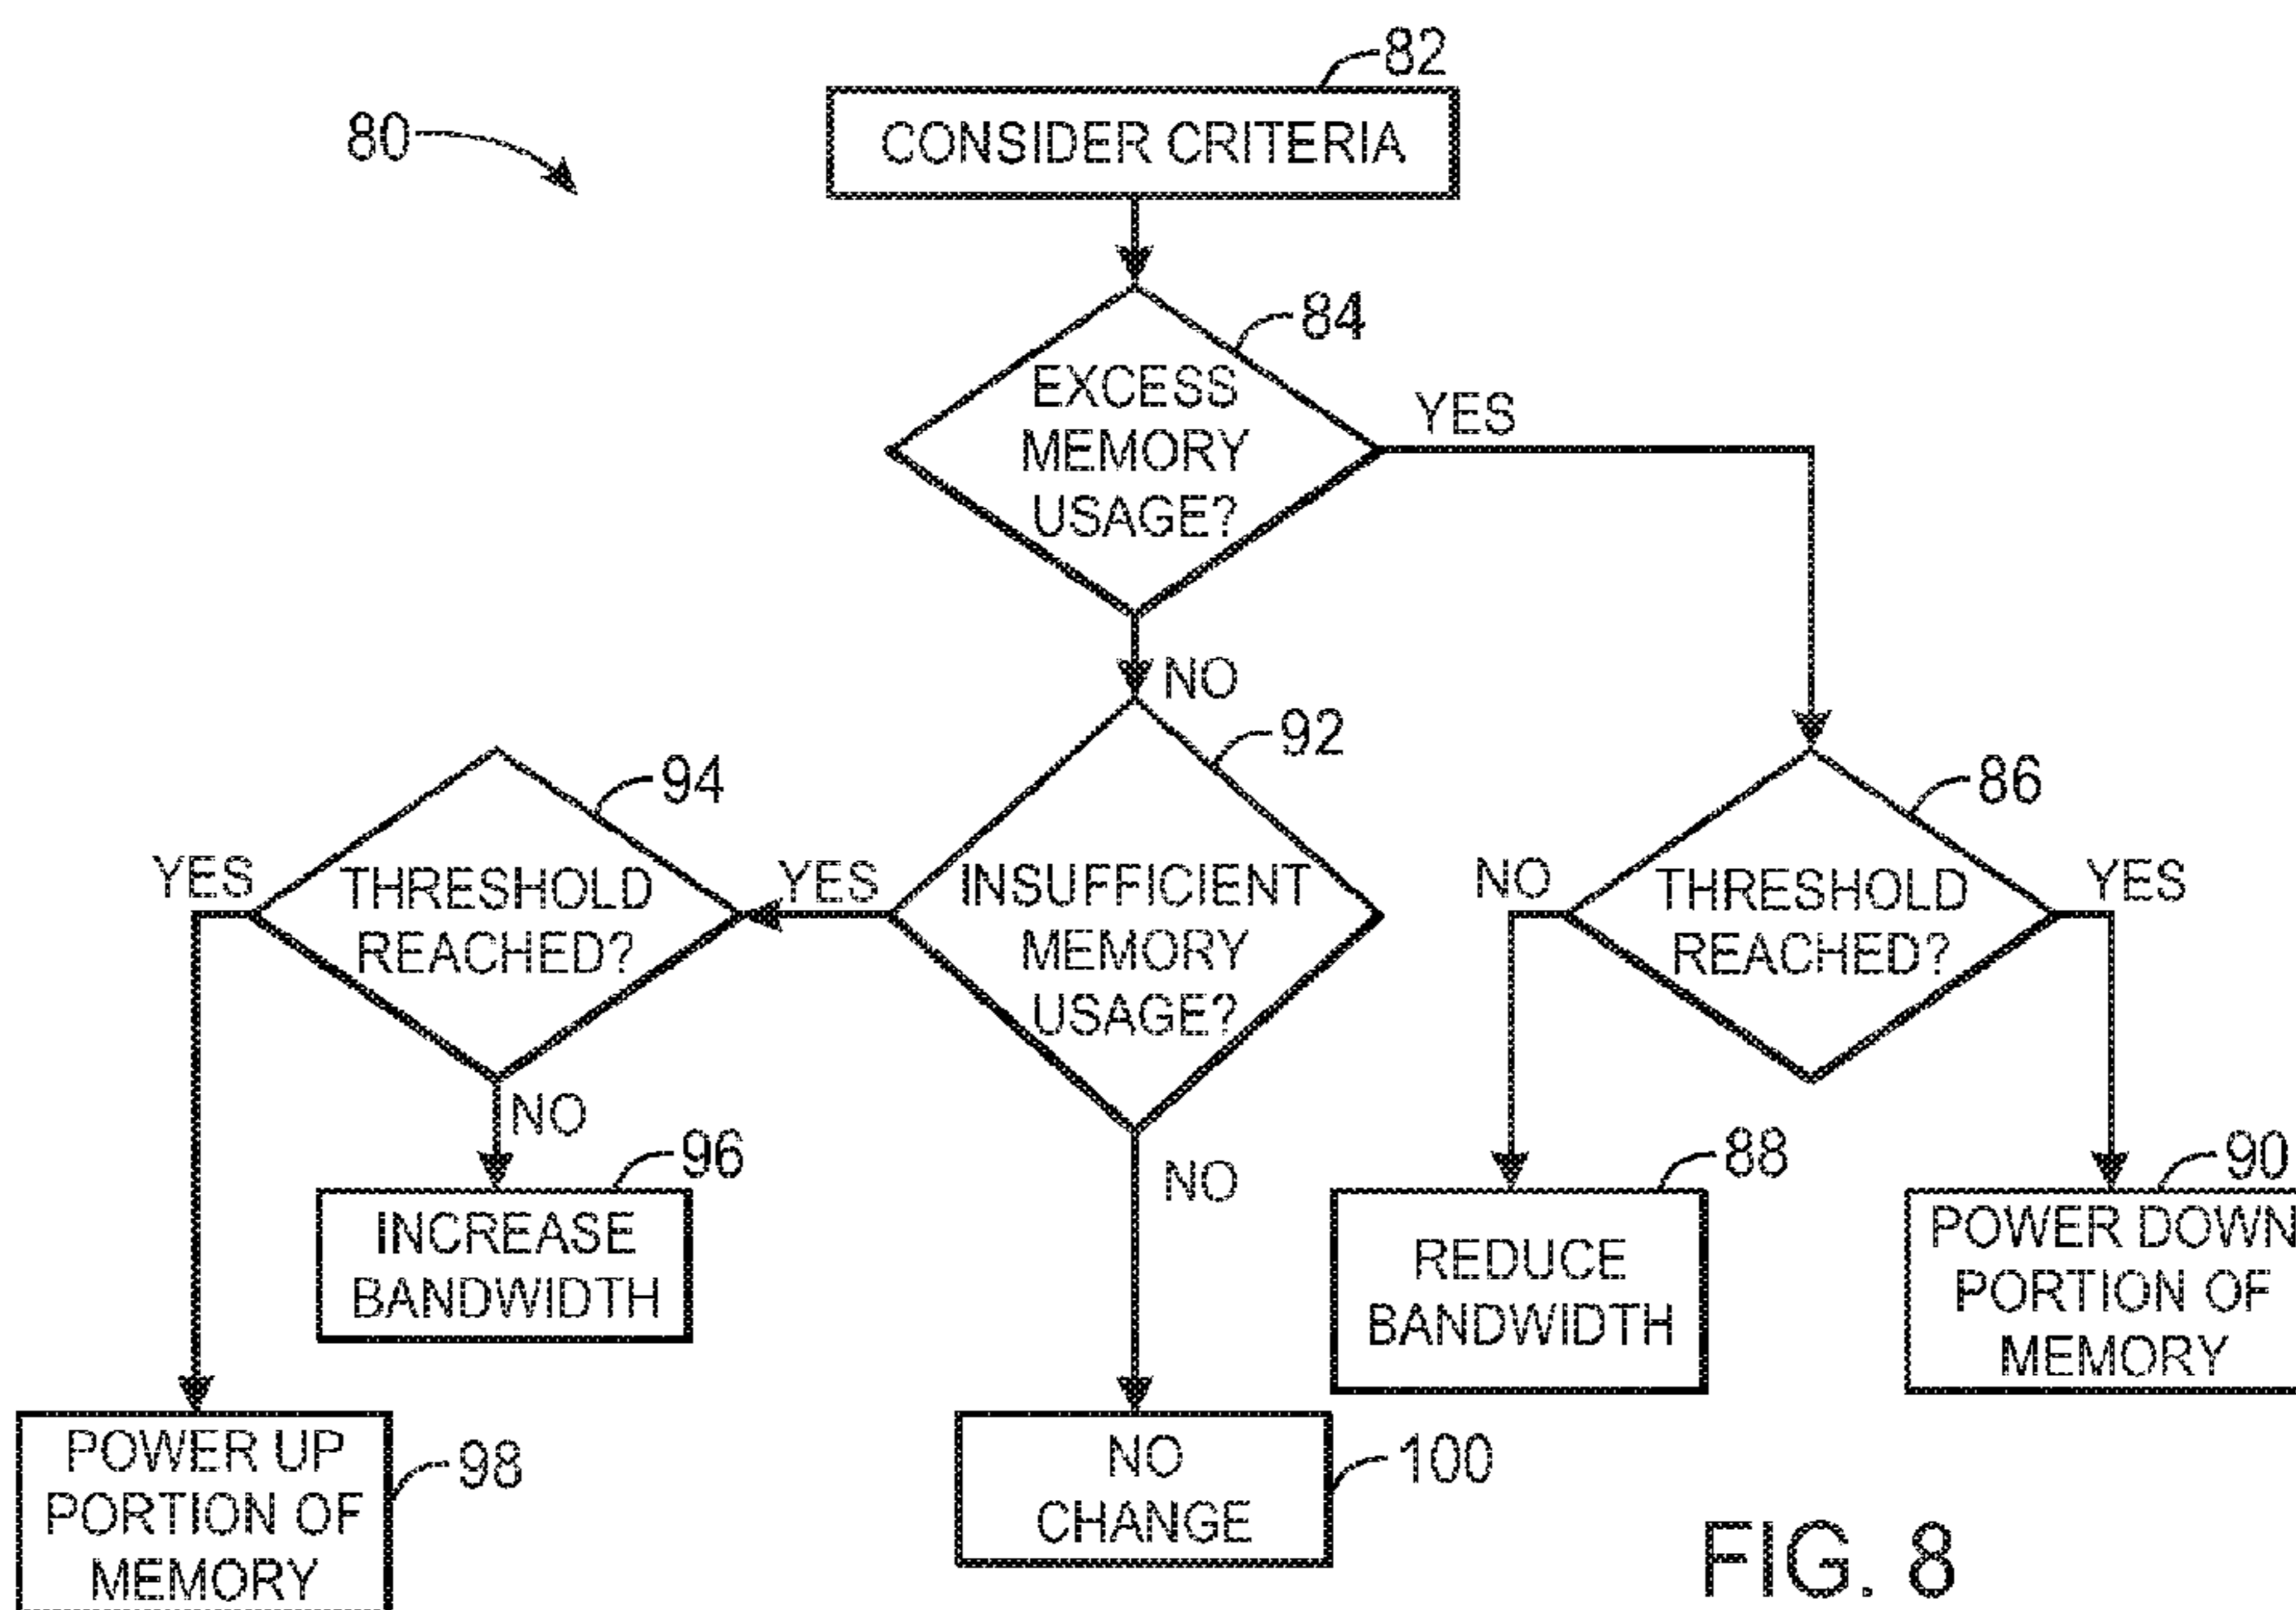 82
80
CONSIDER CRITERIA
84
EXCESS
MEMORY
USAGE?
YES
NO
92
94
86
YES
THRESHOLD
REACHED?
YES
INSUFFICIENT
MEMORY
USAGE?
NO
THRESHOLD
REACHED?
YES
NO
96
NO
88
90
INCREASE
BANDWIDTH
REDUCE
BANDWIDTH
POWER DOWN
PORTION OF
MEMORY
POWER UP
PORTION OF
MEMORY
98
NO
CHANGE
100
FIG. 8